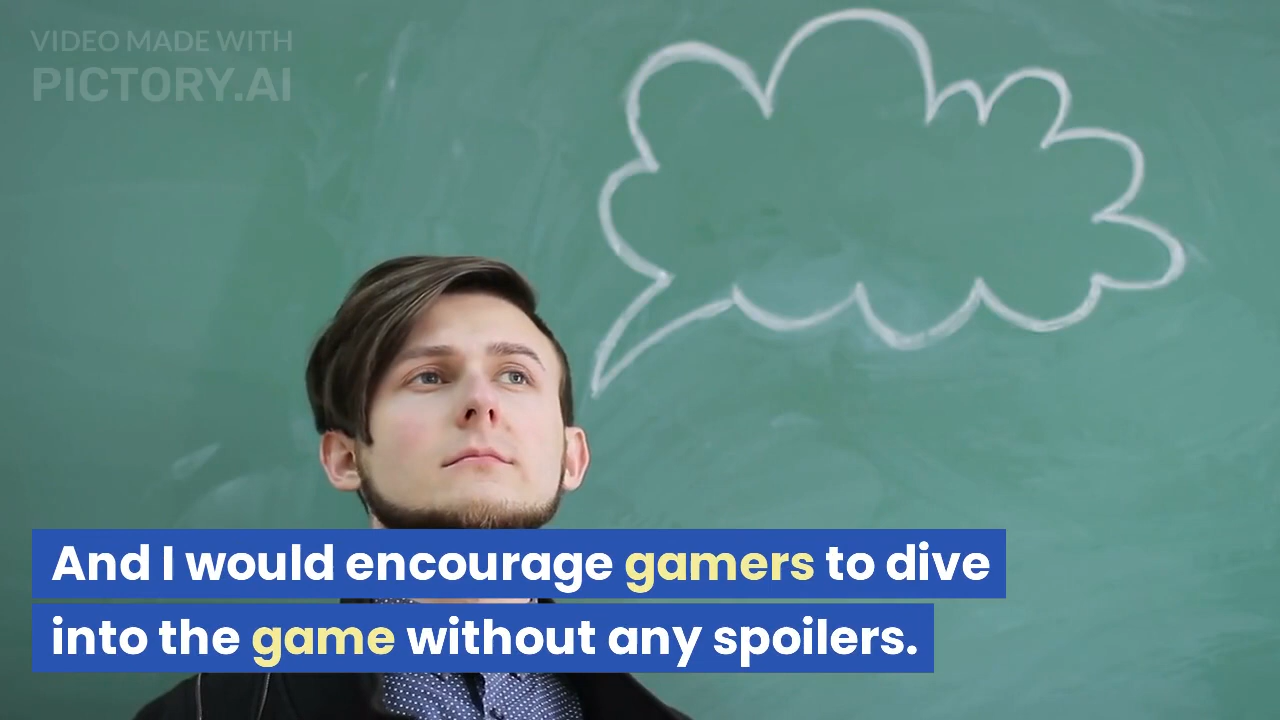 VIDEO MADE WITH
PICTORY.AI
And I would encourage gamers to dive
into the game without any spoilers.